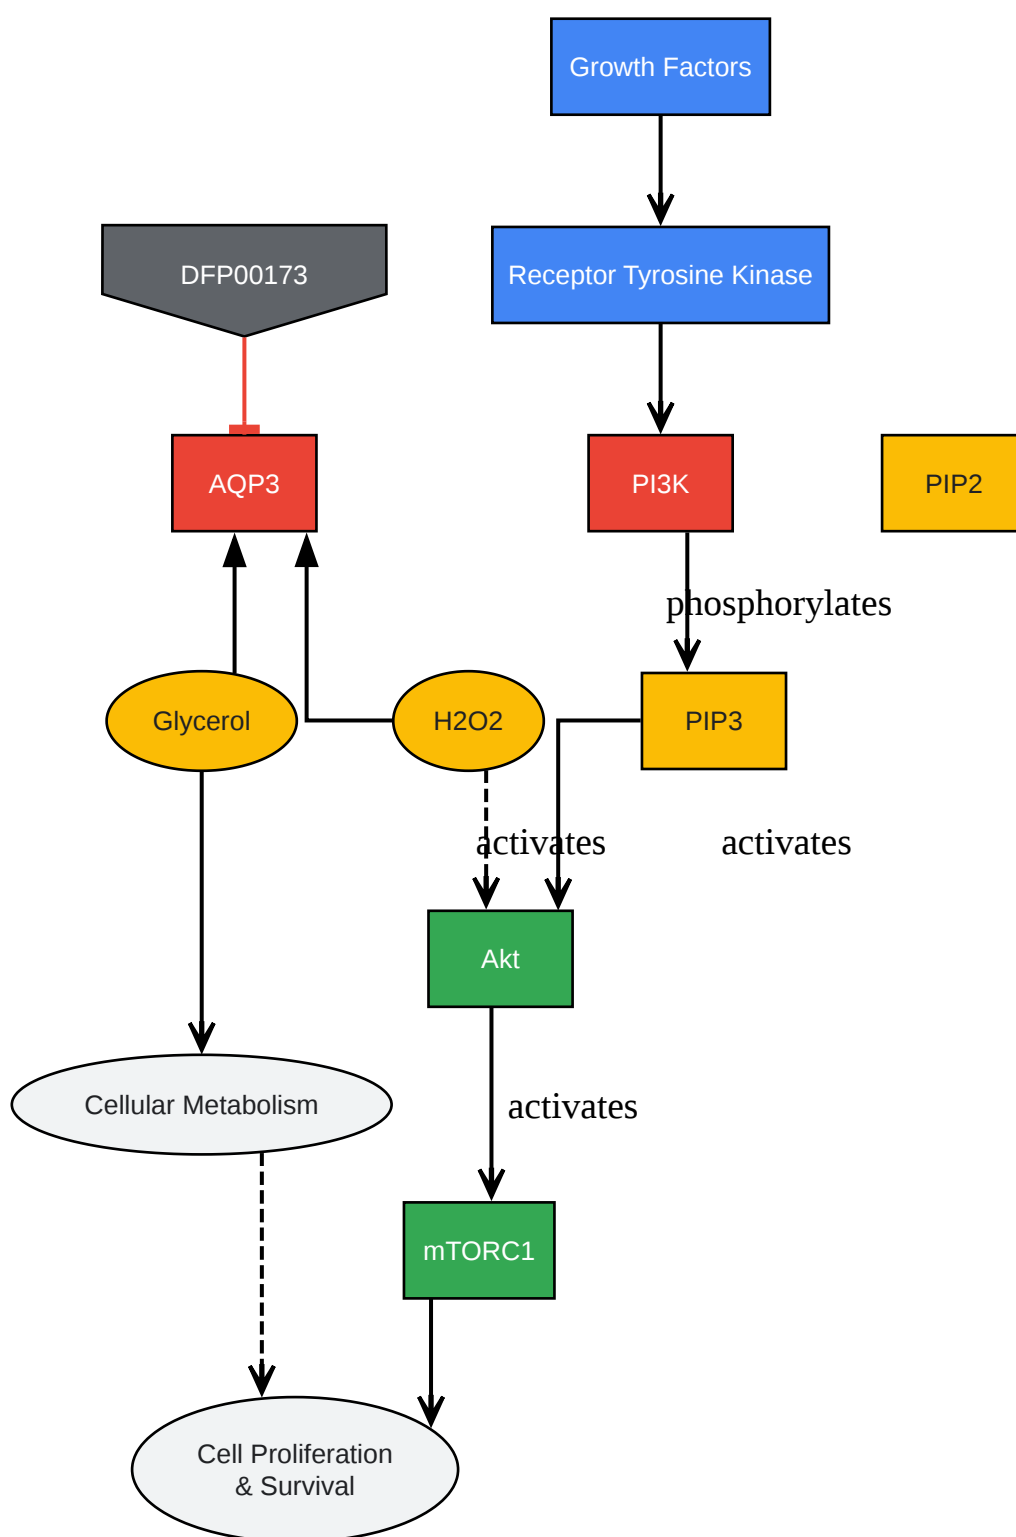 Growth Factors
DFP00173
Receptor Tyrosine Kinase
AQP3
PI3K
PIP2
phosphorylates
Glycerol
H2O2
PIP3
activates
activates
Akt
Cellular Metabolism
activates
mTORC1
Cell Proliferation
& Survival